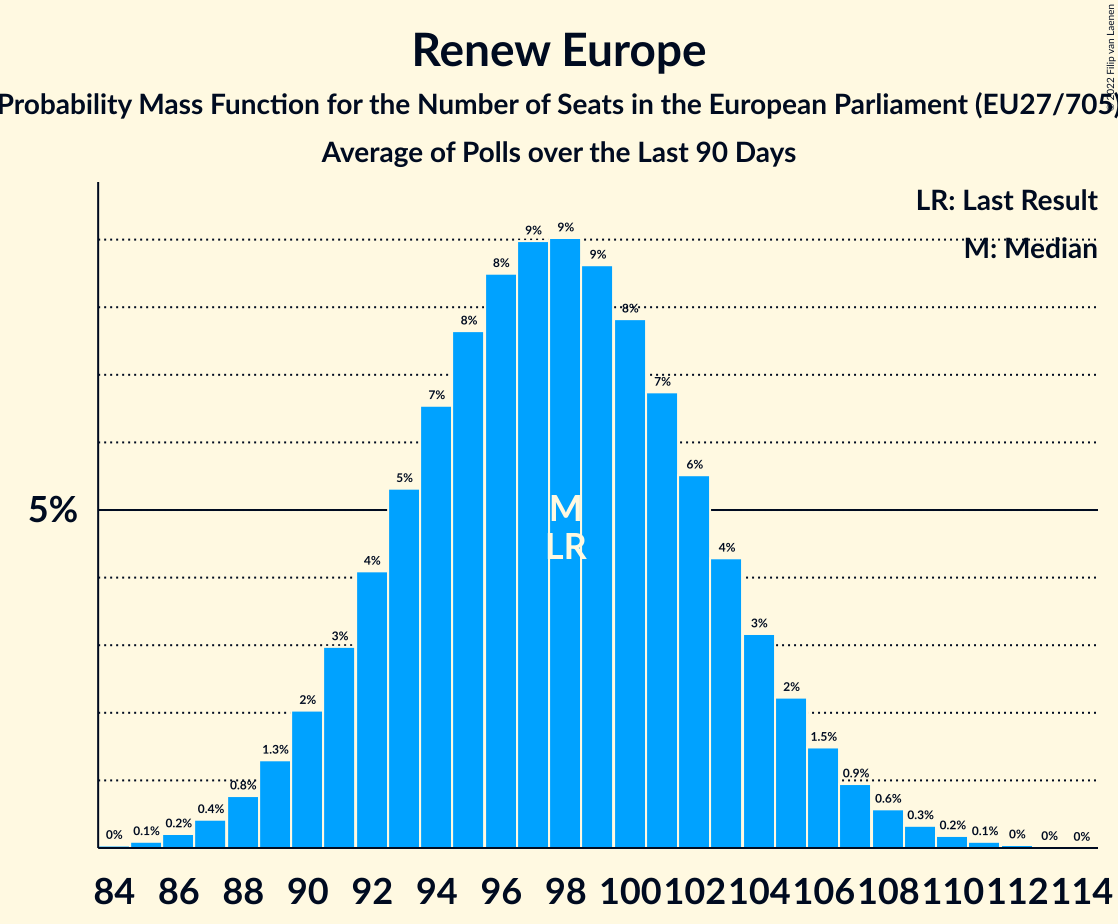 Renew Europe
Probability Mass Function for the Number of Seats in the European Parliament (EU27/705)
Average of Polls over the Last 90 Days
© 2022 Filip van Laenen
LR: Last Result
M: Median
9% 9%
9%
8%
8%
8%
7%
7%
6%
5%
5%
M
LR
4%
4%
3%
3%
2%
2%
1.3%
1.5%
0.8%
0.9%
0.4%
0.6%
0% 0.1% 0.2%
0.3% 0.2% 0.1% 0% 0% 0%
84 86 88 90 92 94 96 98 100 102 104 106 108 110 112 114